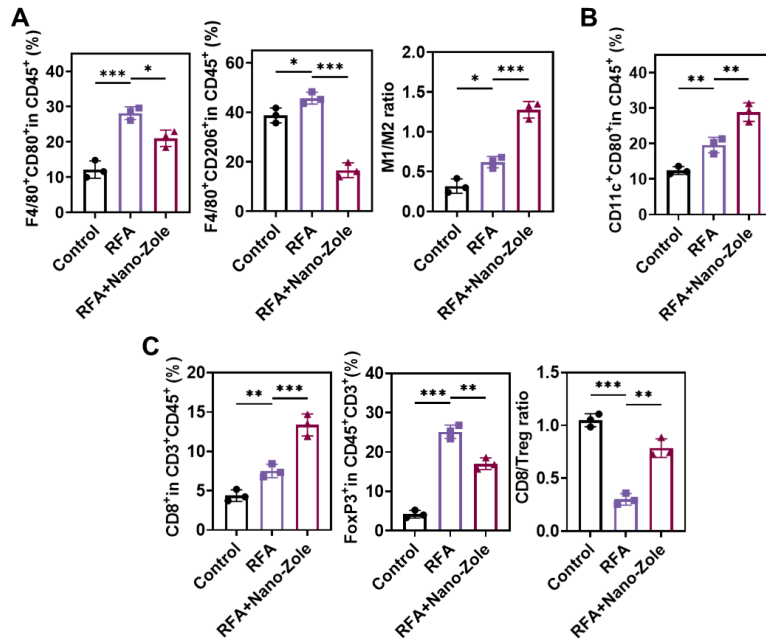 A
F4/80⁺CD80⁺in CD45⁺ (%)
40
30
20
10
0
***
*
Control
RFA
RFA+Nano-Zole
F4/80⁺CD206⁺in CD45⁺ (%)
60
40
20
0
*
***
Control
RFA
RFA+Nano-Zole
M1/M2 ratio
2.0
1.5
1.0
0.5
0.0
*
***
Control
RFA
RFA+Nano-Zole
B
CD11c⁺CD80⁺in CD45⁺ (%)
40
30
20
10
0
**
**
Control
RFA
RFA+Nano-Zole
C
CD8⁺in CD3⁺CD45⁺(%)
15
10
5
0
**
***
Control
RFA
RFA+Nano-Zole
FoxP3⁺in CD45⁺CD3⁺(%)
40
30
20
10
0
***
**
Control
RFA
RFA+Nano-Zole
CD8/Treg ratio
1.5
1.0
0.5
0.0
***
**
Control
RFA
RFA+Nano-Zole